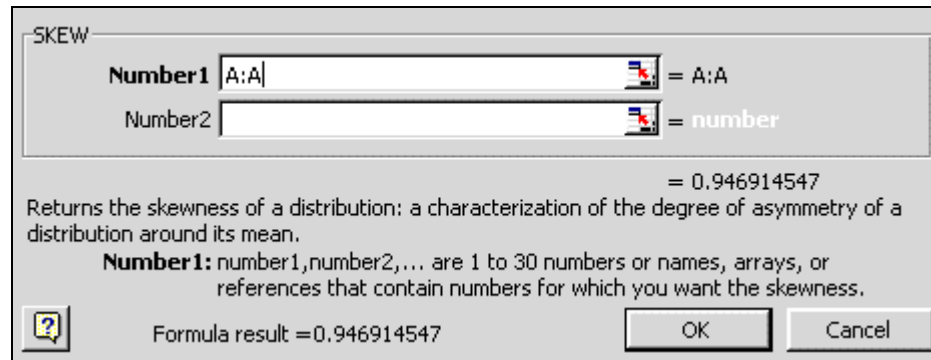 SKEW
Number1 A:A = A:A
Number2 = number
= 0.946914547
Returns the skewness of a distribution: a characterization of the degree of asymmetry of a
distribution around its mean.
Number1: number1,number2,... are 1 to 30 numbers or names, arrays, or
references that contain numbers for which you want the skewness.
? Formula result =0.946914547 OK Cancel